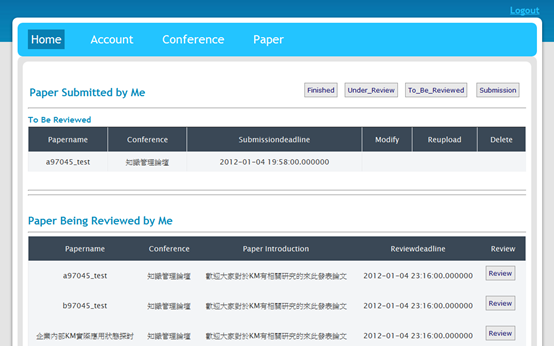 Logout
Home Account Conference Paper
Paper Submitted by Me Finished Under_Review To_Be_Reviewed Submission
To Be Reviewed
Papername Conference Submissiondeadline Modify Reupload Delete
a97045_test 知識管理論壇 2012-01-04 19:58:00.000000
Paper Being Reviewed by Me
Papername Conference Paper Introduction Reviewdeadline Review
a97045_test 知識管理論壇 歡迎大家對於KM有相關研究的來此發表論文 2012-01-04 23:16:00.000000 Review
b97045_test 知識管理論壇 歡迎大家對於KM有相關研究的來此發表論文 2012-01-04 23:16:00.000000 Review
企業內部KM實際應用狀態探討 知識管理論壇 歡迎大家對於KM有相關研究的來此發表論文 2012-01-04 23:16:00.000000 Review